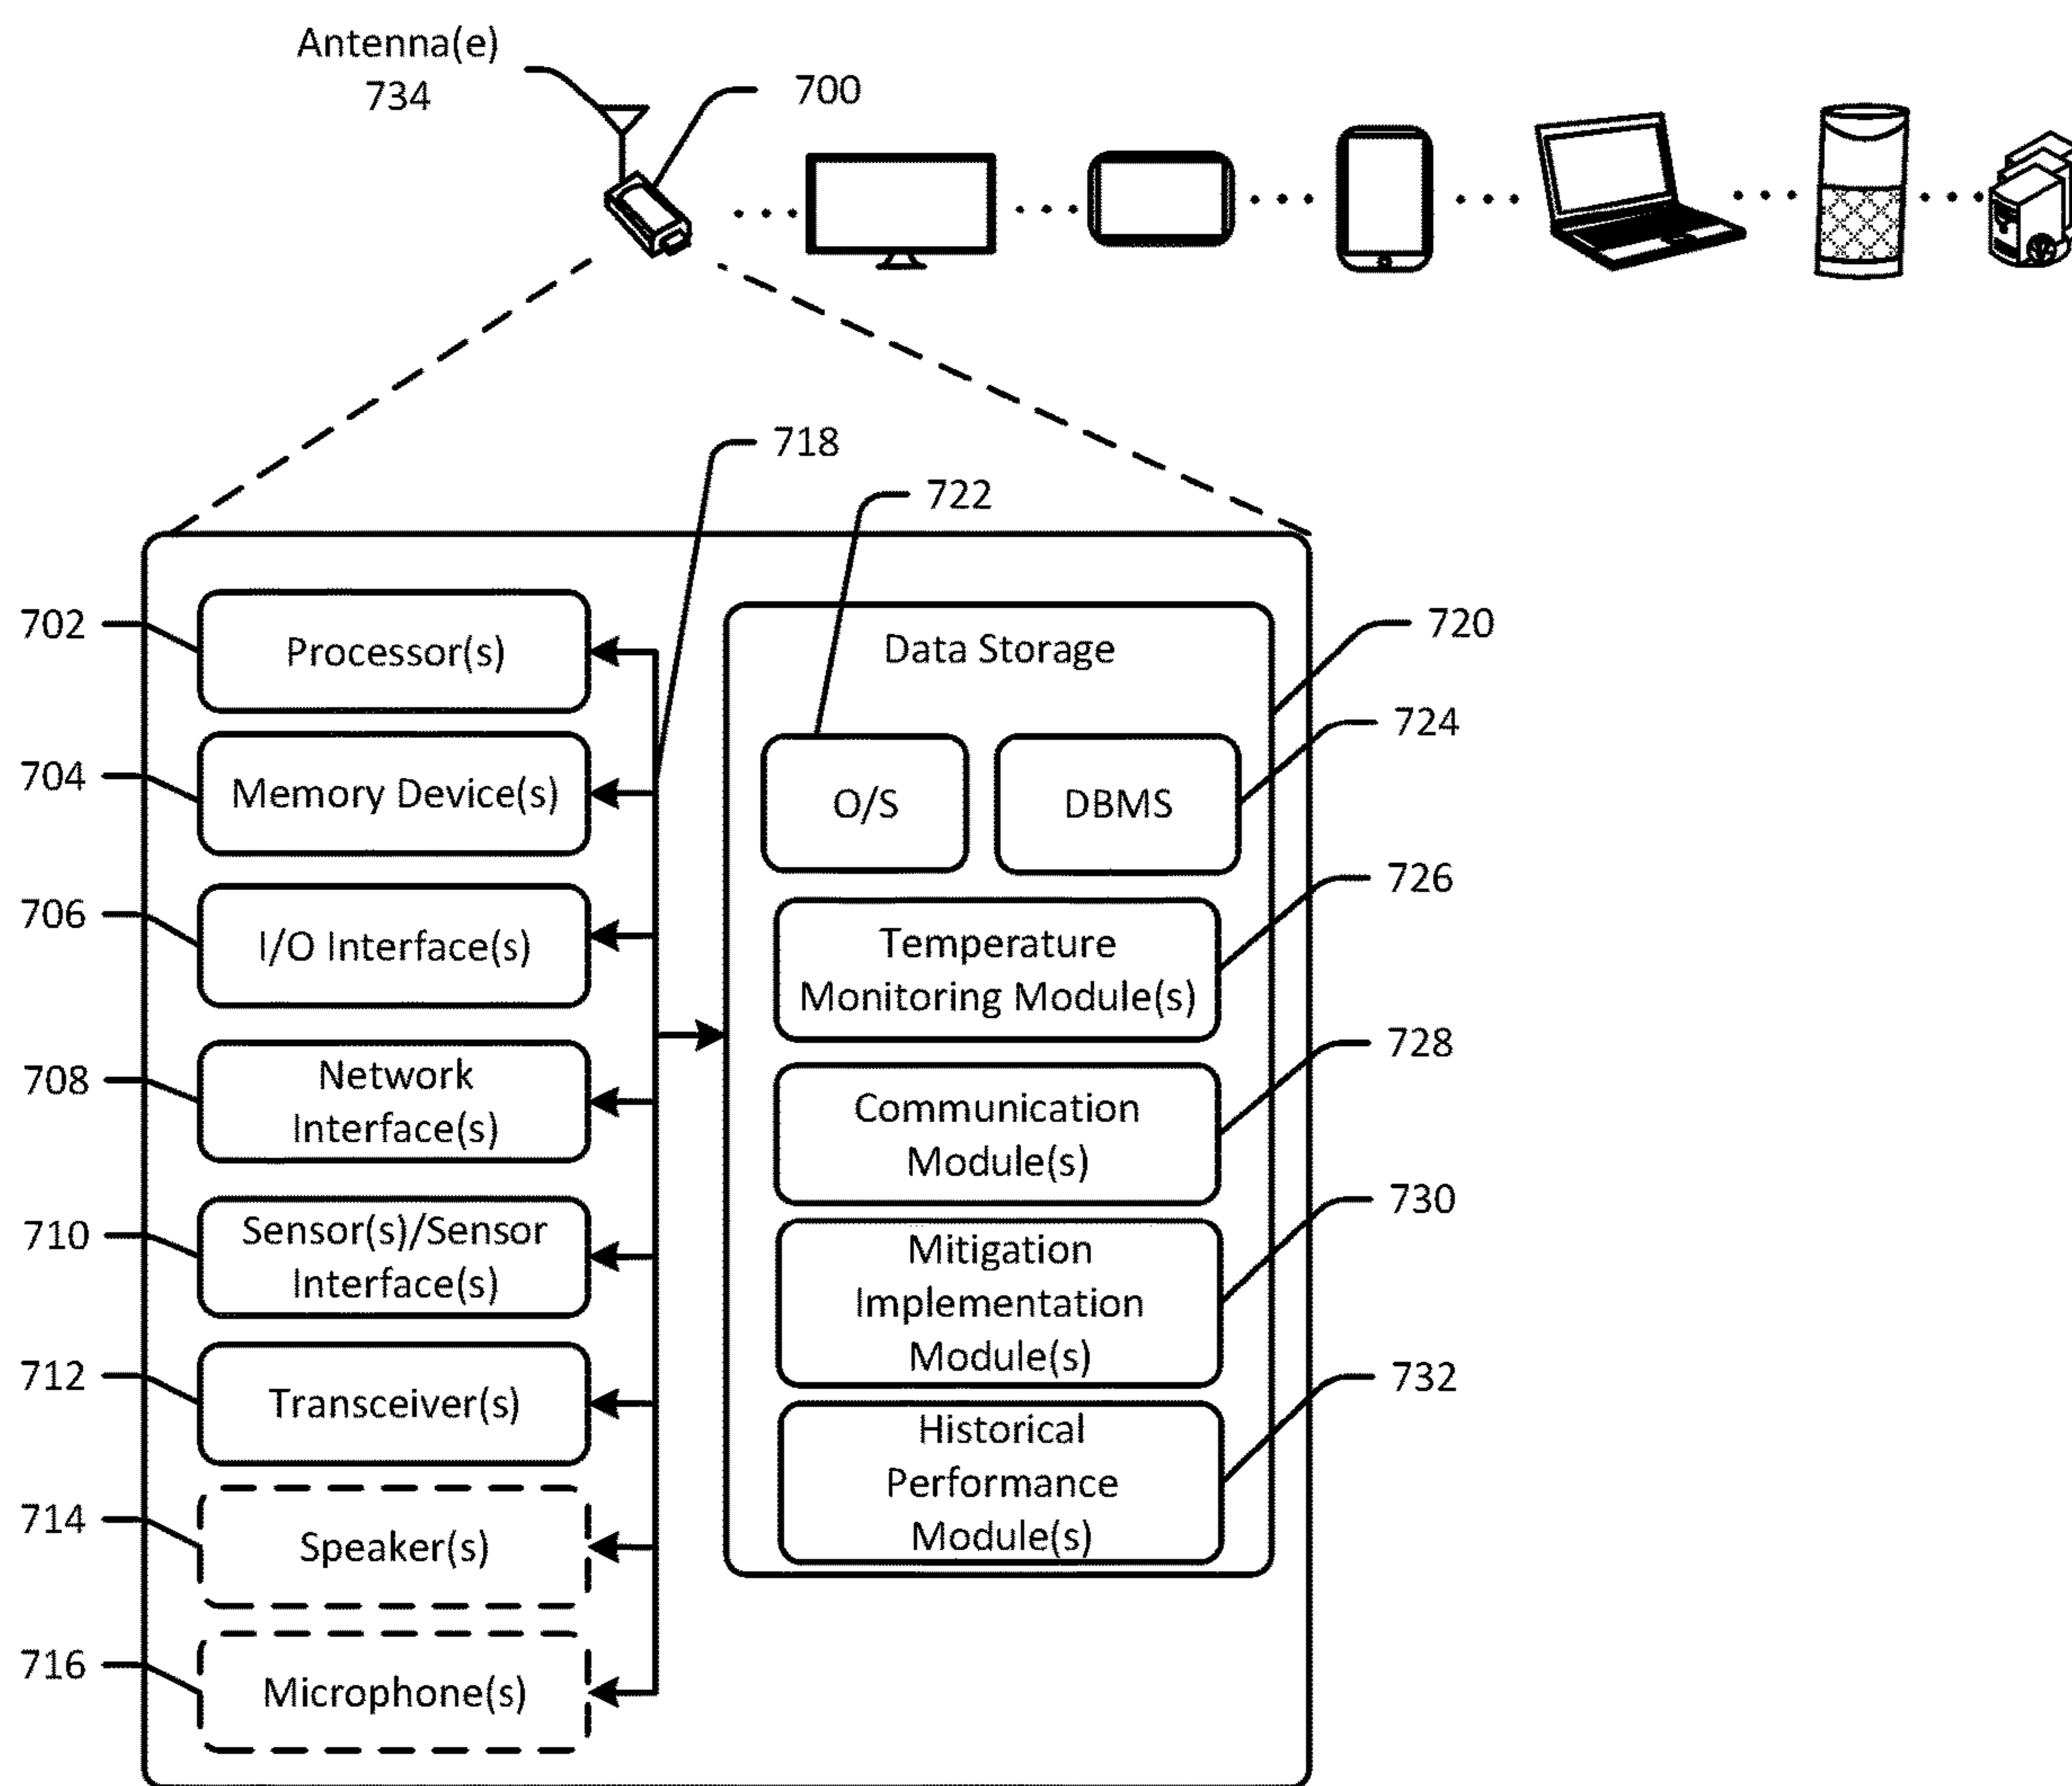 Antenna(e)
734
700
718
722
702
Processor(s)
Data Storage
720
704
Memory Device(s)
O/S
DBMS
724
706
I/O Interface(s)
Temperature
Monitoring Module(s)
726
708
Network
Interface(s)
Communication
Module(s)
728
710
Sensor(s)/Sensor
Interface(s)
Mitigation
Implementation
Module(s)
730
712
Transceiver(s)
Historical
Performance
Module(s)
732
714
Speaker(s)
716
Microphone(s)